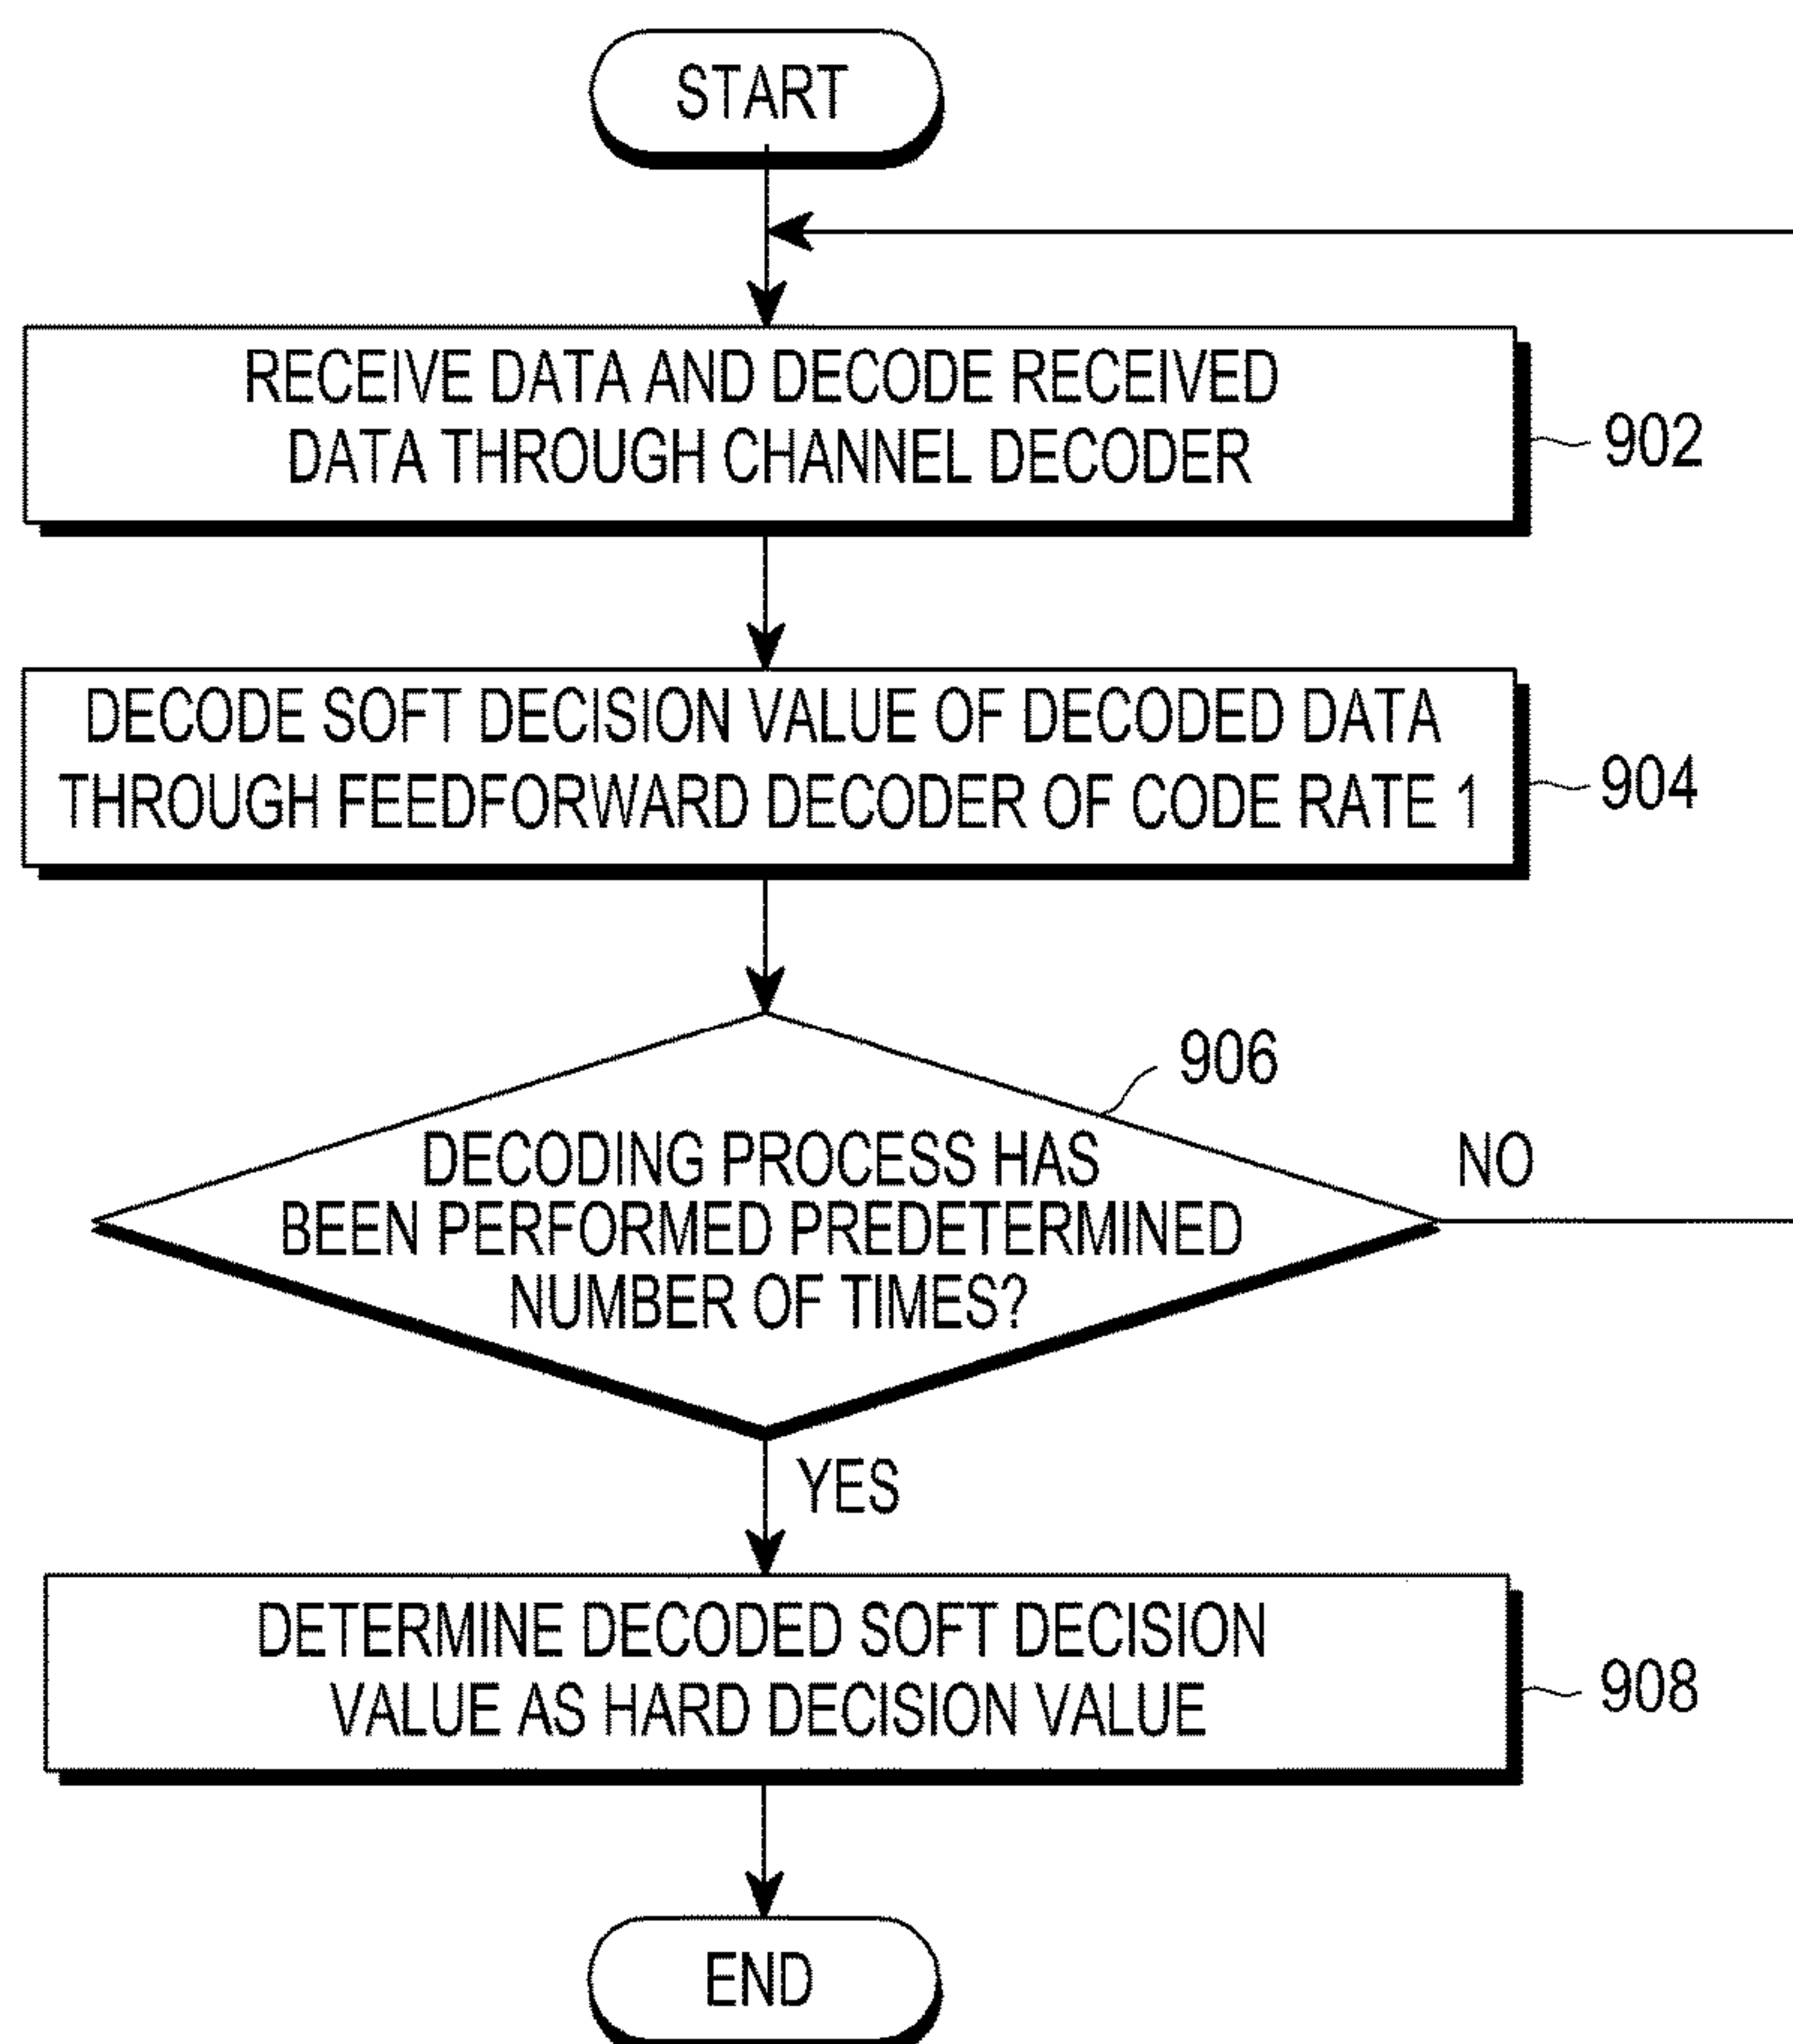 START
RECEIVE DATA AND DECODE RECEIVED
DATA THROUGH CHANNEL DECODER
902
DECODE SOFT DECISION VALUE OF DECODED DATA
THROUGH FEEDFORWARD DECODER OF CODE RATE 1
904
906
DECODING PROCESS HAS
BEEN PERFORMED PREDETERMINED
NUMBER OF TIMES?
NO
YES
DETERMINE DECODED SOFT DECISION
VALUE AS HARD DECISION VALUE
908
END